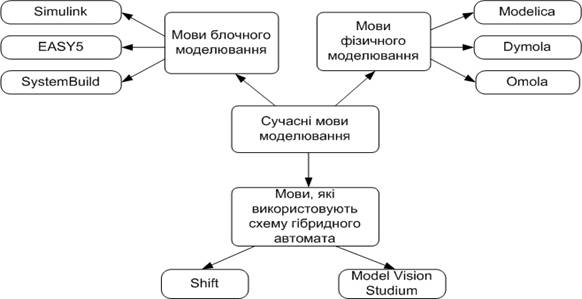 Simulink
EASY5
SystemBuild
Мови блочного
моделювання
Мови
фізичного
моделювання
Modelica
Dymola
Omola
Сучасні мови
моделювання
Мови, які
використовують
схему гібридного
автомата
Shift
Model Vision
Studium